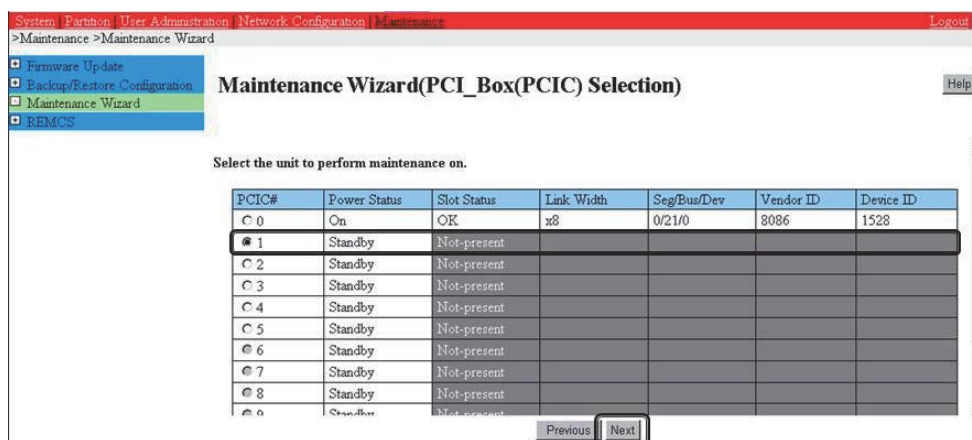 System | Partition | User Administration | Network Configuration | Maintenance Logout
>Maintenance >Maintenance Wizard
Firmware Update
Backup/Restore Configuration
Maintenance Wizard
REMCS
Maintenance Wizard(PCI_Box(PCIC) Selection)
Help
Select the unit to perform maintenance on.
PCIC# Power Status Slot Status Link Width Seg/Bus/Dev Vendor ID Device ID
0 On OK x8 0/21/0 8086 1528
1 Standby Not-present
2 Standby Not-present
3 Standby Not-present
4 Standby Not-present
5 Standby Not-present
6 Standby Not-present
7 Standby Not-present
8 Standby Not-present
9 Standby Not-present
Previous Next